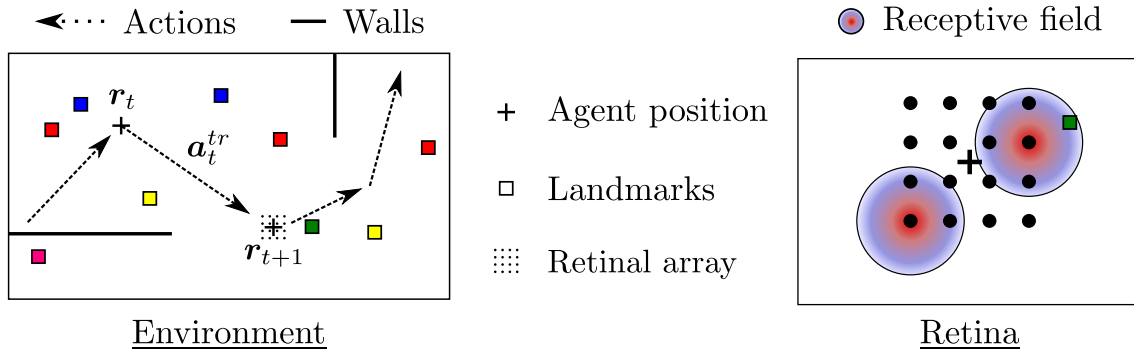 Actions
Walls
Receptive field
r_t
a_t^{tr}
r_{t+1}
Agent position
Landmarks
Retinal array
Environment
Retina